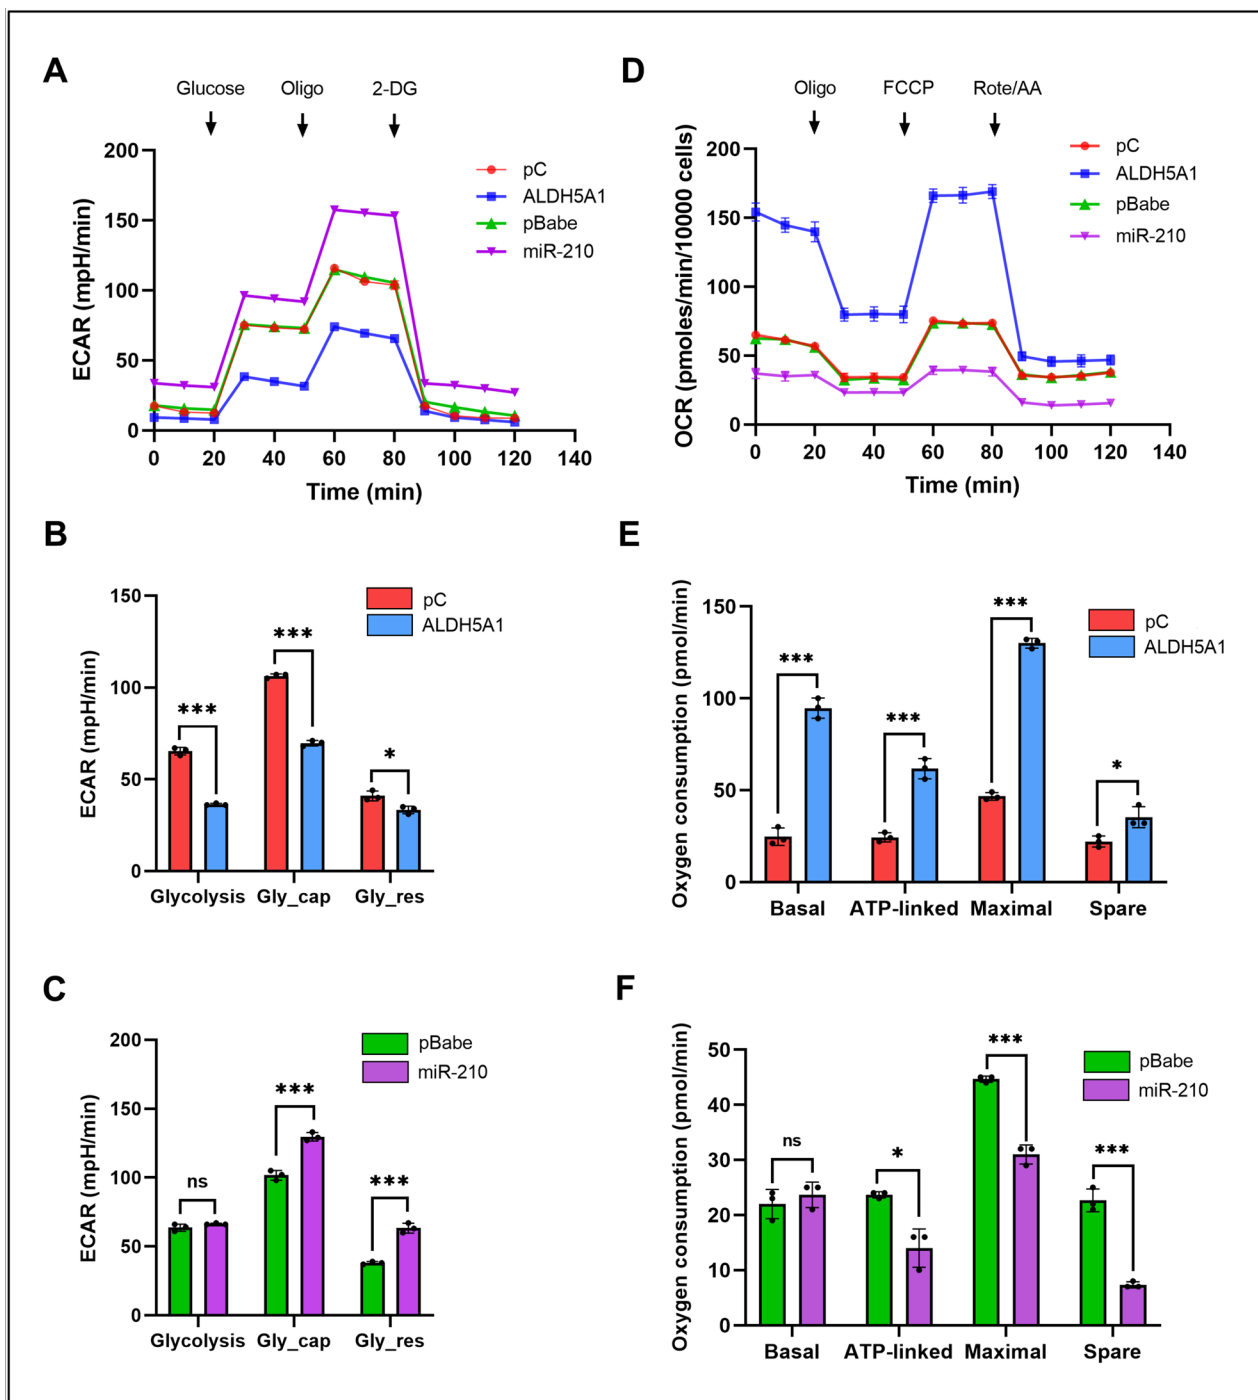 A
Glucose Oligo 2-DG
ECAR (mpH/min)
200
150
100
50
0
0 20 40 60 80 100 120 140
Time (min)
pC
ALDH5A1
pBabe
miR-210
D
Oligo FCCP Rote/AA
OCR (pmoles/min/10000 cells)
200
150
100
50
0
0 20 40 60 80 100 120 140
Time (min)
pC
ALDH5A1
pBabe
miR-210
B
ECAR (mpH/min)
150
100
50
0
pC
ALDH5A1
*** *** *
Glycolysis Gly_cap Gly_res
E
Oxygen consumption (pmol/min)
150
100
50
0
pC
ALDH5A1
*** *** *** *
Basal ATP-linked Maximal Spare
C
ECAR (mpH/min)
200
150
100
50
0
pBabe
miR-210
ns *** ***
Glycolysis Gly_cap Gly_res
F
Oxygen consumption (pmol/min)
50
40
30
20
10
0
pBabe
miR-210
ns * *** ***
Basal ATP-linked Maximal Spare